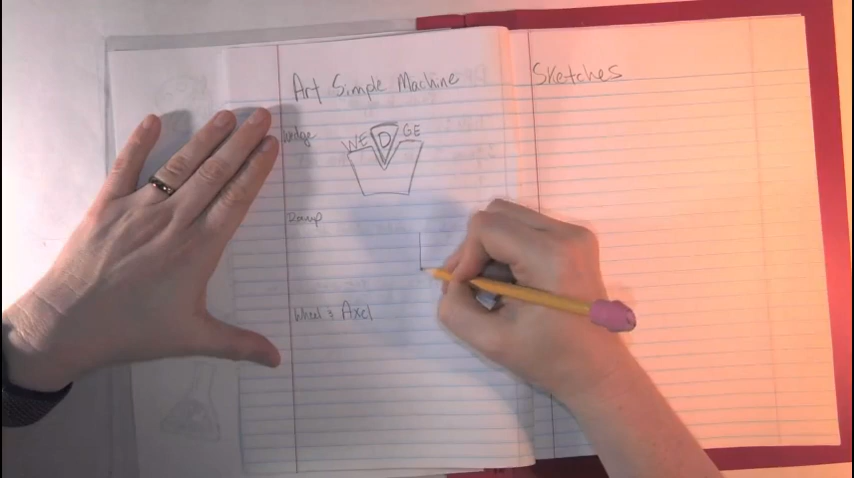 Art Simple Machine
Sketches
Wedge
WEDGE
Ramp
Wheel & Axel